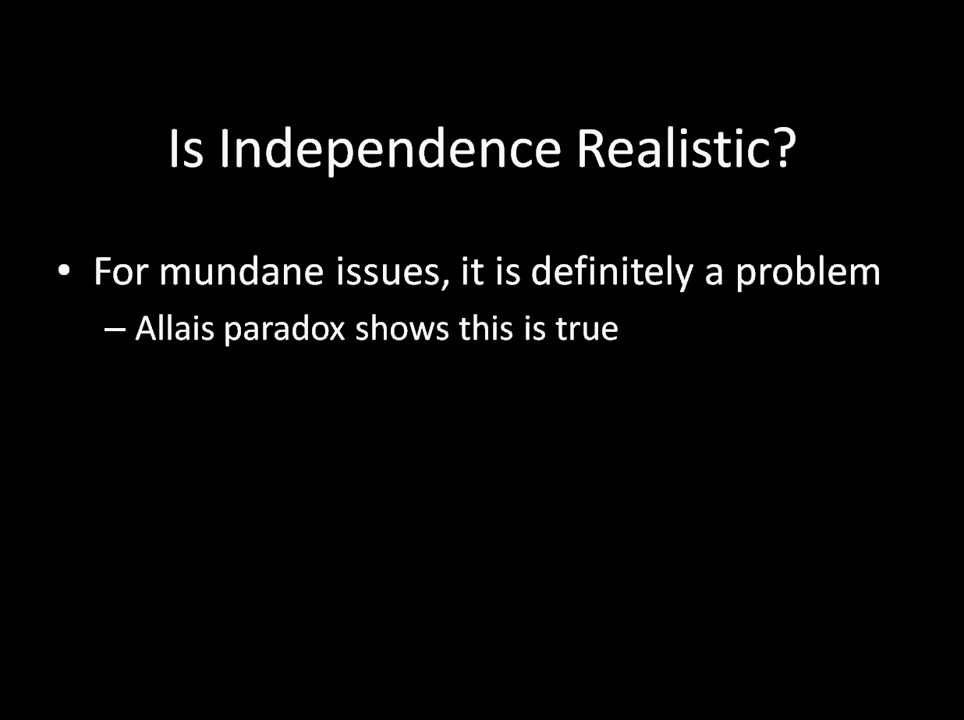 Is Independence Realistic?
• For mundane issues, it is definitely a problem
– Allais paradox shows this is true